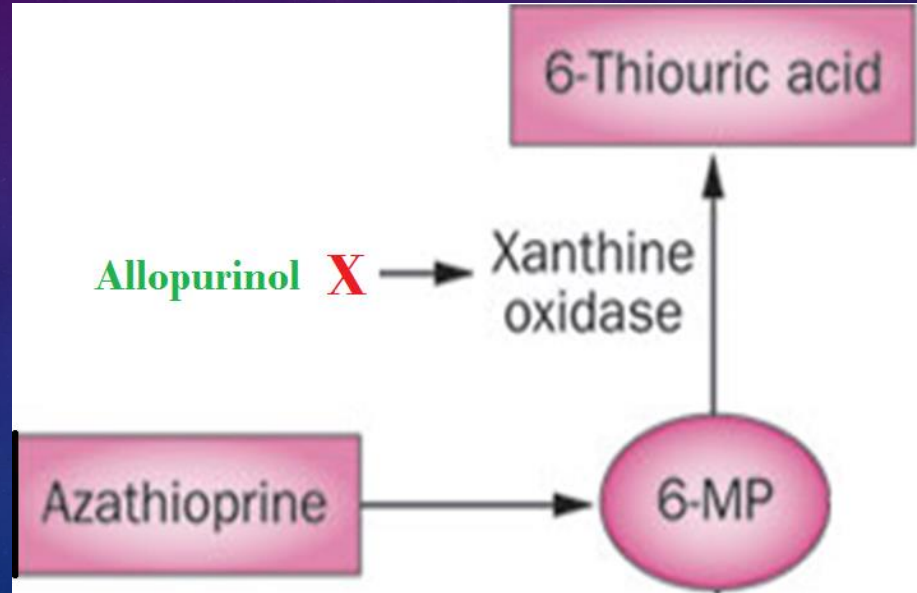 6-Thiouric acid
Allopurinol X
Xanthine
oxidase
Azathioprine
6-MP